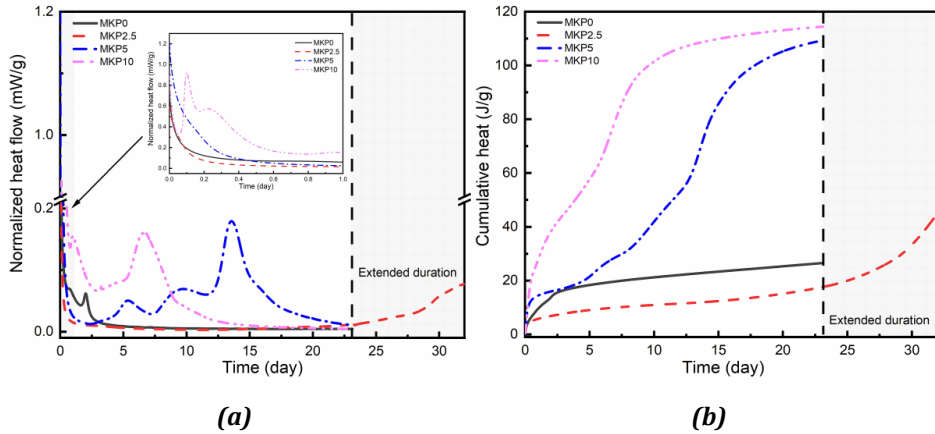 (a)
MKP0
MKP2.5
MKP5
MKP10
Normalized heat flow (mW/g)
1.2
1.0
0.2
0.0
0
5
10
15
20
25
30
Time (day)
Extended duration
MKP0
MKP2.5
MKP5
MKP10
Normalized heat flow (mW/g)
1.2
1.0
0.8
0.6
0.4
0.2
0.0
0.0
0.2
0.4
0.6
0.8
1.0
Time (day)
(b)
MKP0
MKP2.5
MKP5
MKP10
Cumulative heat (J/g)
120
100
80
60
40
20
0
0
5
10
15
20
25
30
Time (day)
Extended duration
(a)
(b)